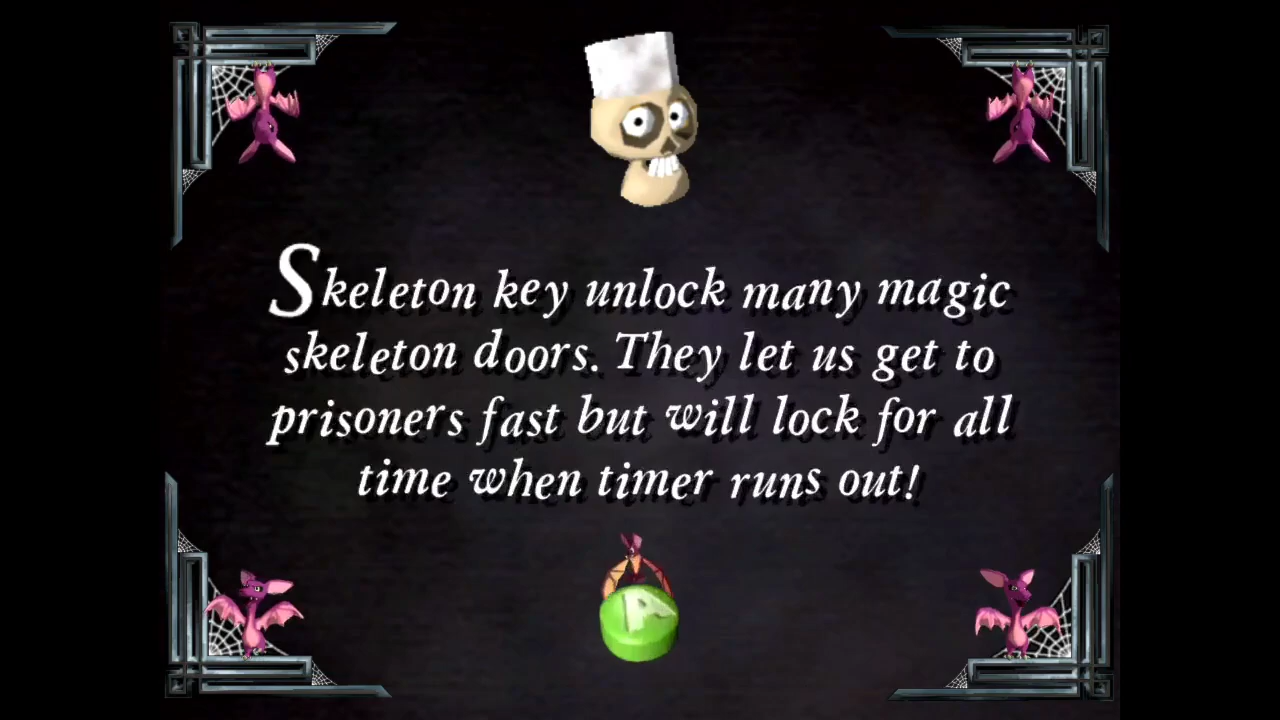 Skeleton key unlock many magic
skeleton doors. They let us get to
prisoners fast but will lock for all
time when timer runs out!
A